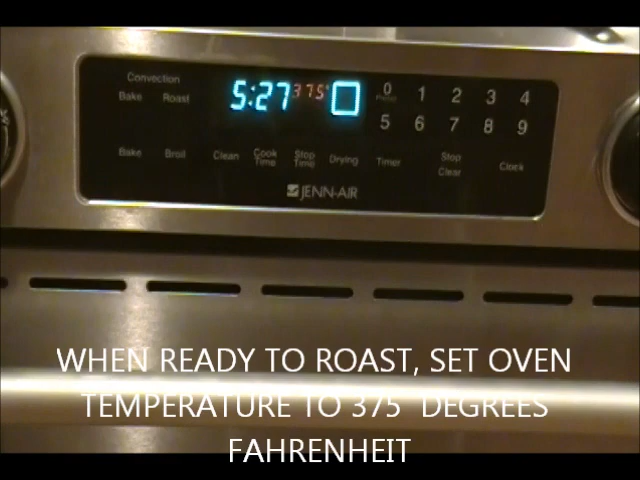 Convection
Bake Roast
5:27 375°
0 1 2 3 4
5 6 7 8 9
Bake Broil Clean Cook Time Stop Time Drying Timer Stop Clear Clock
JENN-AIR
WHEN READY TO ROAST, SET OVEN
TEMPERATURE TO 375 DEGREES
FAHRENHEIT